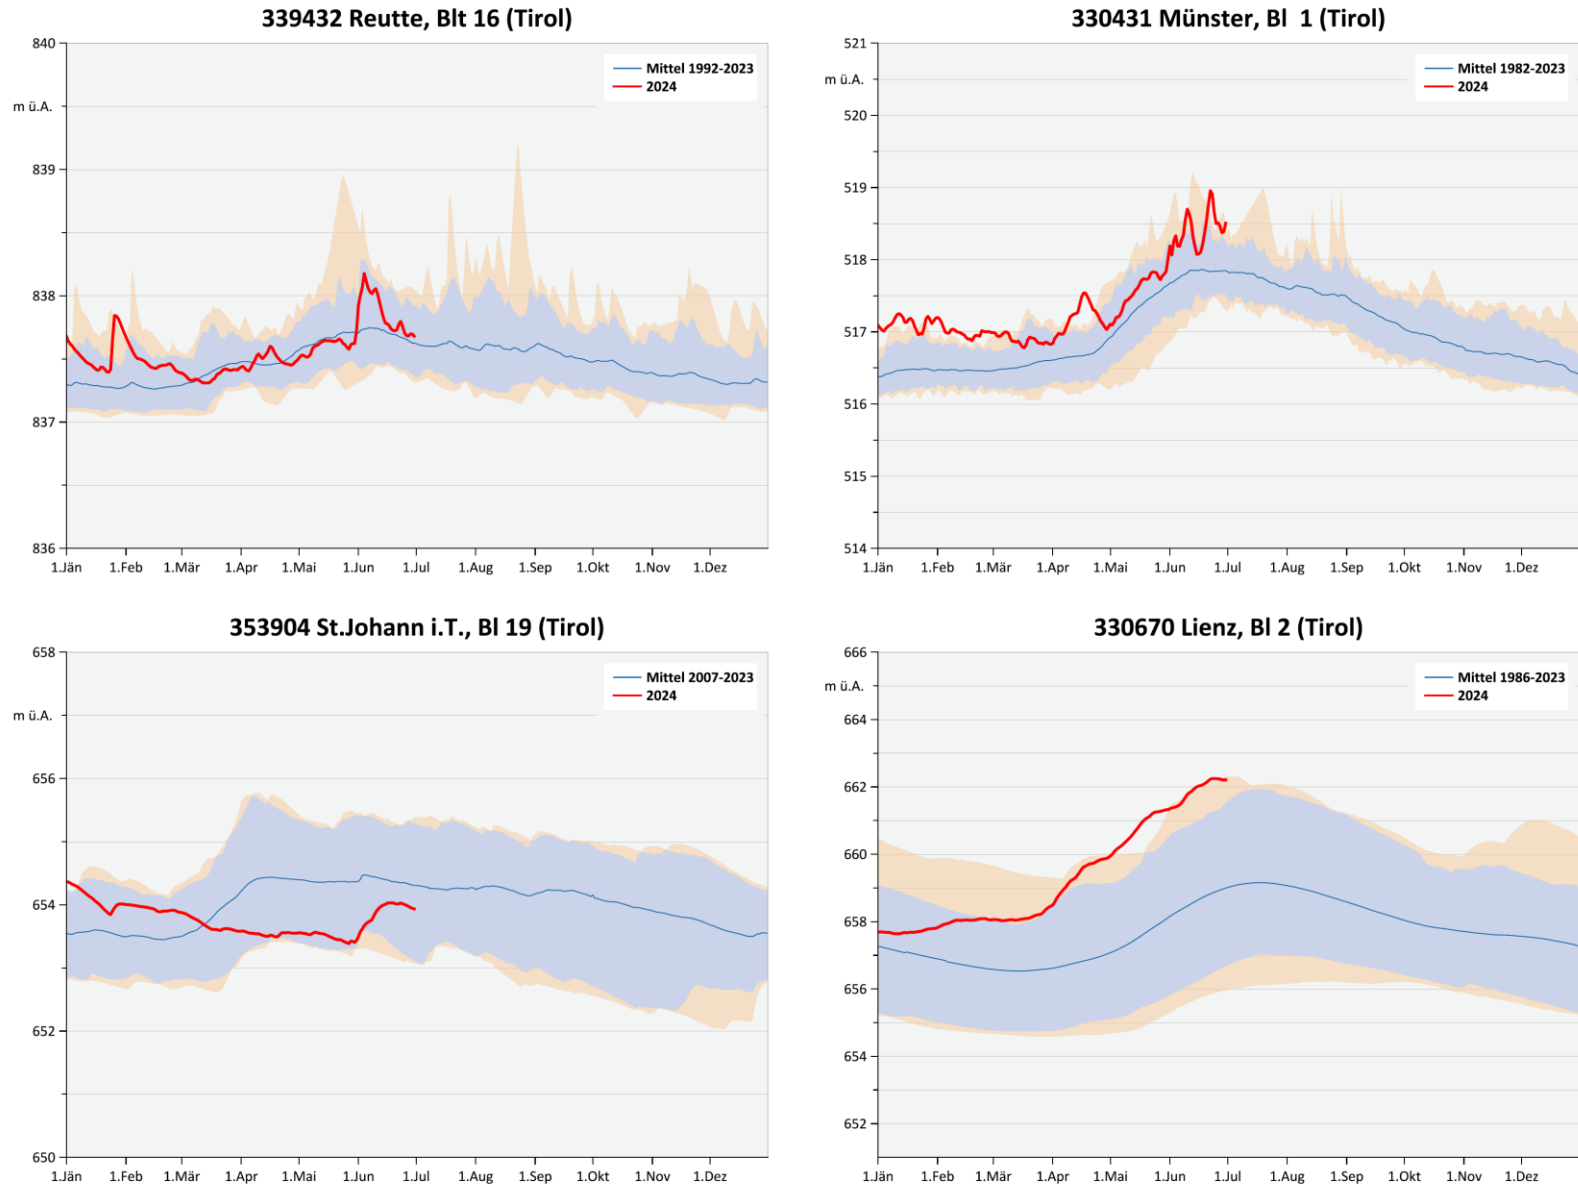 339432 Reutte, Blt 16 (Tirol)
840
m ü.A.
839
838
837
836
Mittel 1992-2023
2024
1.Jän 1.Feb 1.Mär 1.Apr 1.Mai 1.Jun 1.Jul 1.Aug 1.Sep 1.Okt 1.Nov 1.Dez
330431 Münster, Bl 1 (Tirol)
521
m ü.A.
520
519
518
517
516
515
514
Mittel 1982-2023
2024
1.Jän 1.Feb 1.Mär 1.Apr 1.Mai 1.Jun 1.Jul 1.Aug 1.Sep 1.Okt 1.Nov 1.Dez
353904 St.Johann i.T., Bl 19 (Tirol)
658
m ü.A.
656
654
652
650
Mittel 2007-2023
2024
1.Jän 1.Feb 1.Mär 1.Apr 1.Mai 1.Jun 1.Jul 1.Aug 1.Sep 1.Okt 1.Nov 1.Dez
330670 Lienz, Bl 2 (Tirol)
666
m ü.A.
664
662
660
658
656
654
652
Mittel 1986-2023
2024
1.Jän 1.Feb 1.Mär 1.Apr 1.Mai 1.Jun 1.Jul 1.Aug 1.Sep 1.Okt 1.Nov 1.Dez